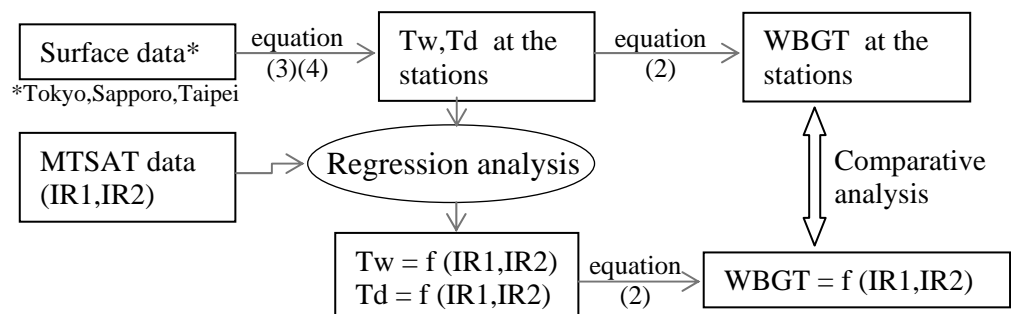 Surface data*
*Tokyo,Sapporo,Taipei
equation
(3)(4)
Tw,Td at the
stations
equation
(2)
WBGT at the
stations
MTSAT data
(IR1,IR2)
Regression analysis
Comparative
analysis
Tw = f (IR1,IR2)
Td = f (IR1,IR2)
equation
(2)
WBGT = f (IR1,IR2)